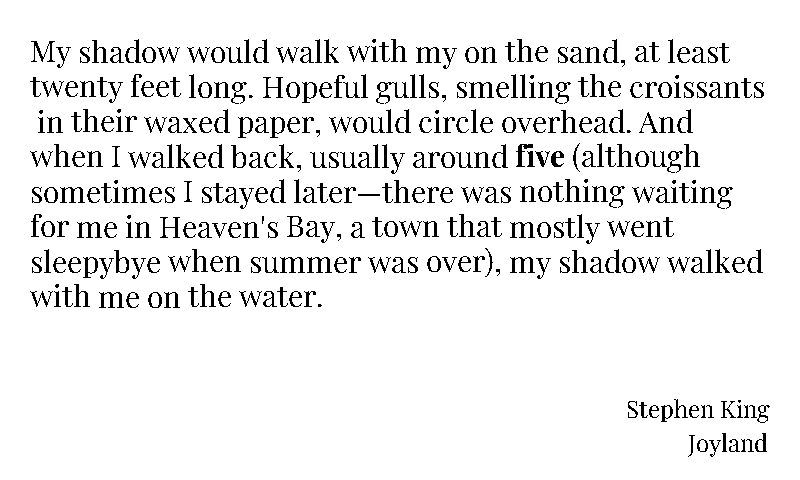 My shadow would walk with my on the sand, at least
twenty feet long. Hopeful gulls, smelling the croissants
in their waxed paper, would circle overhead. And
when I walked back, usually around five (although
sometimes I stayed later—there was nothing waiting
for me in Heaven's Bay, a town that mostly went
sleepybye when summer was over), my shadow walked
with me on the water.
Stephen King
Joyland